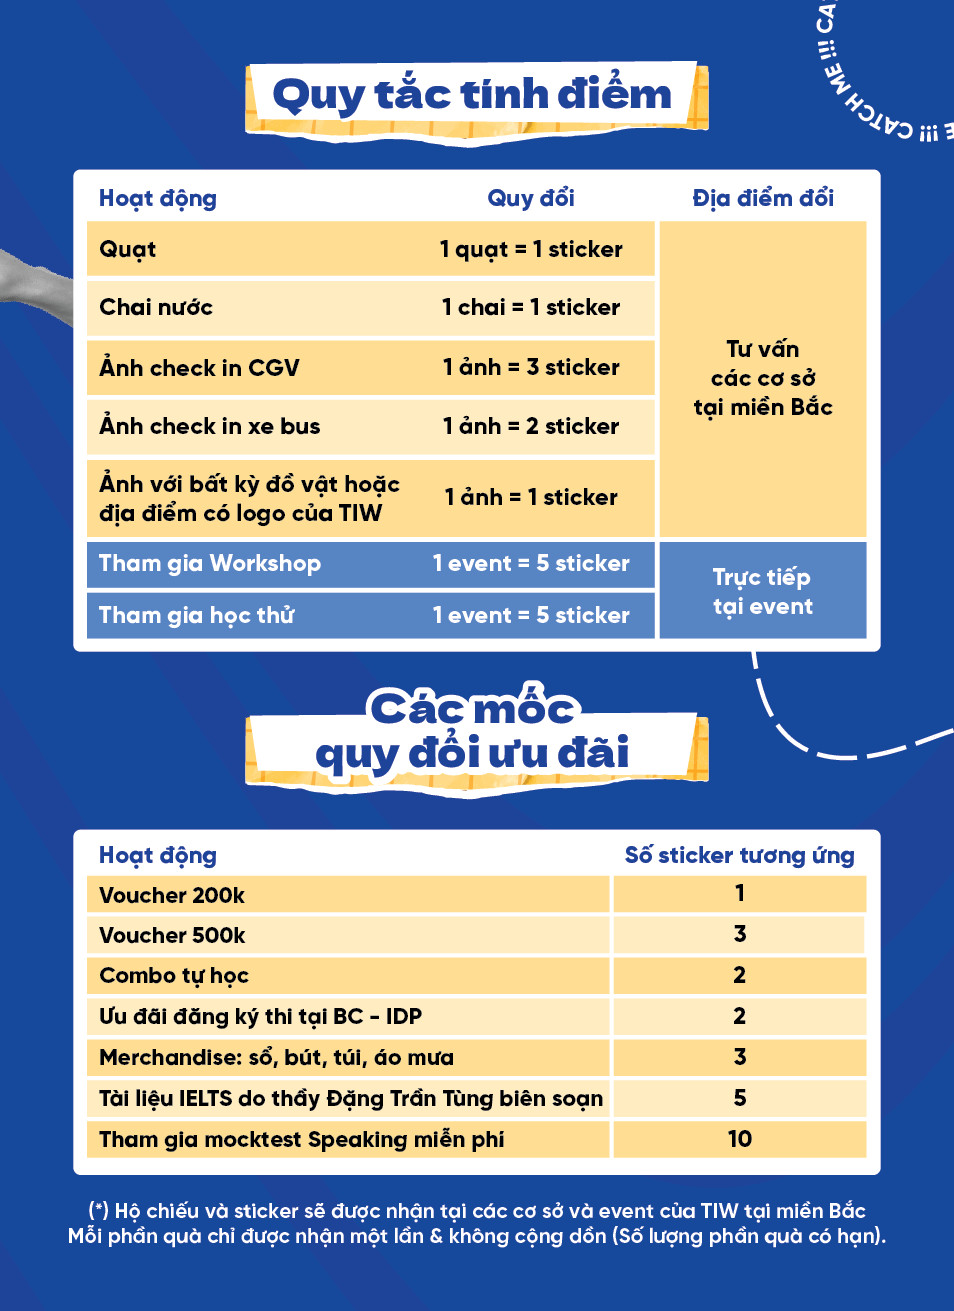 CATCH ME !!! CA
E !!!
Quy tắc tính điểm
Hoạt động Quy đổi Địa điểm đổi
Quạt 1 quạt = 1 sticker
Chai nước 1 chai = 1 sticker
Ảnh check in CGV 1 ảnh = 3 sticker
Ảnh check in xe bus 1 ảnh = 2 sticker
Ảnh với bất kỳ đồ vật hoặc
địa điểm có logo của TIW
1 ảnh = 1 sticker
Tư vấn
các cơ sở
tại miền Bắc
Tham gia Workshop 1 event = 5 sticker
Tham gia học thử 1 event = 5 sticker
Trực tiếp
tại event
Các mốc
quy đổi ưu đãi
Hoạt động Số sticker tương ứng
Voucher 200k 1
Voucher 500k 3
Combo tự học 2
Ưu đãi đăng ký thi tại BC - IDP 2
Merchandise: sổ, bút, túi, áo mưa 3
Tài liệu IELTS do thầy Đặng Trần Tùng biên soạn 5
Tham gia mocktest Speaking miễn phí 10
(*) Hộ chiếu và sticker sẽ được nhận tại các cơ sở và event của TIW tại miền Bắc
Mỗi phần quà chỉ được nhận một lần & không cộng dồn (Số lượng phần quà có hạn).